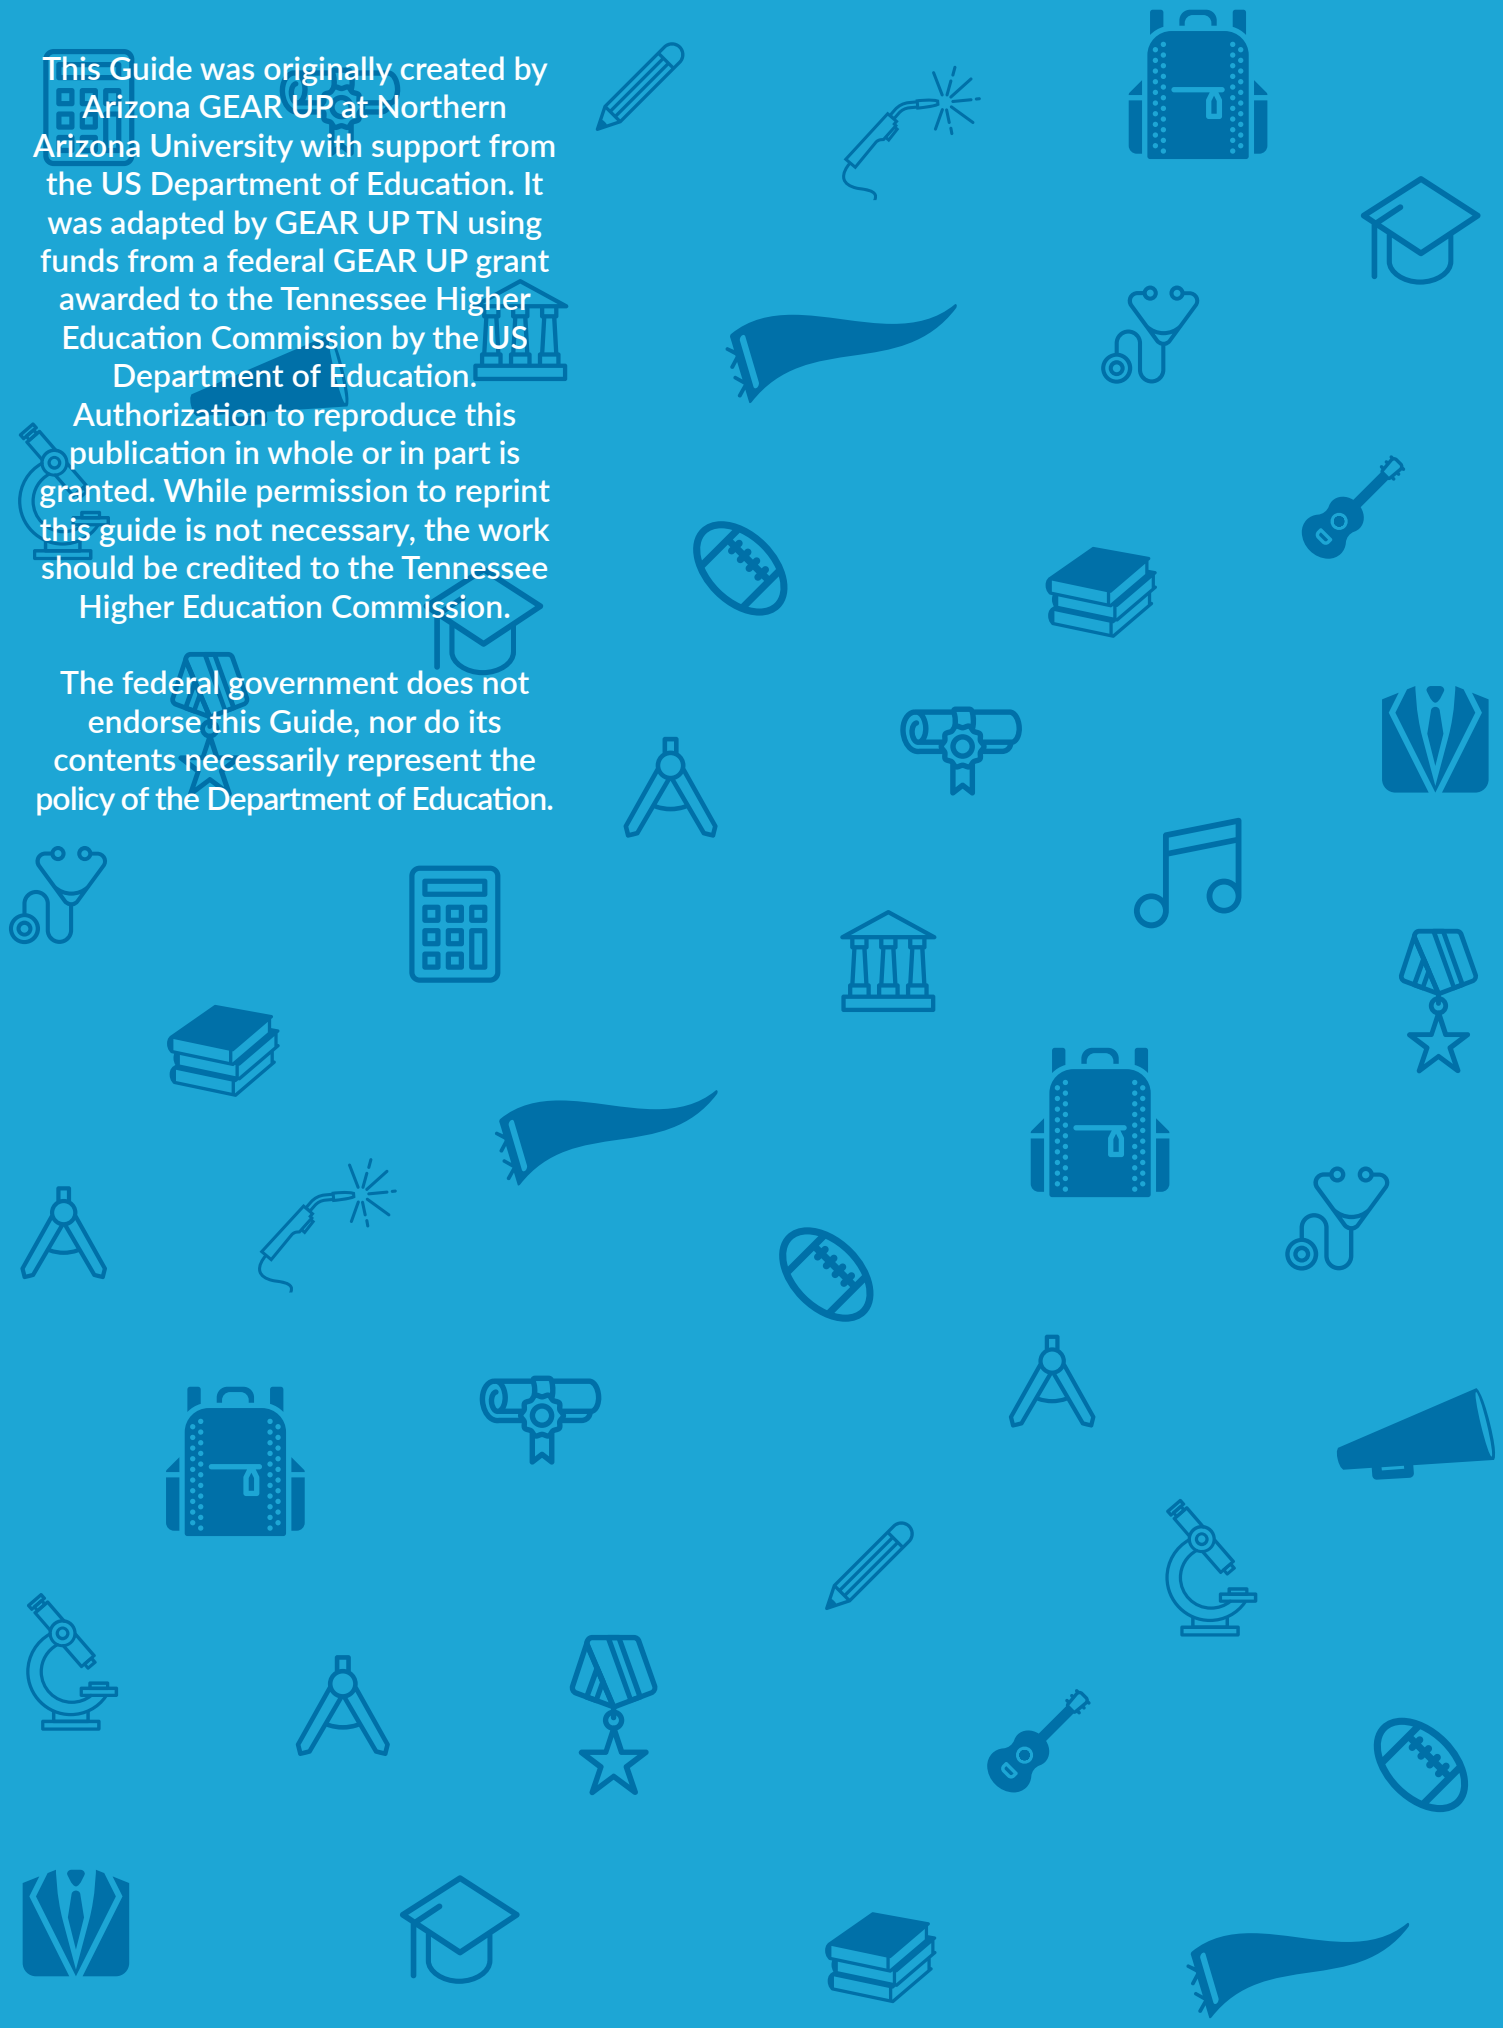 This Guide was originally created by
Arizona GEAR UP at Northern
Arizona University with support from
the US Department of Education. It
was adapted by GEAR UP TN using
funds from a federal GEAR UP grant
awarded to the Tennessee Higher
Education Commission by the US
Department of Education.
Authorization to reproduce this
publication in whole or in part is
granted. While permission to reprint
this guide is not necessary, the work
should be credited to the Tennessee
Higher Education Commission.
The federal government does not
endorse this Guide, nor do its
contents necessarily represent the
policy of the Department of Education.